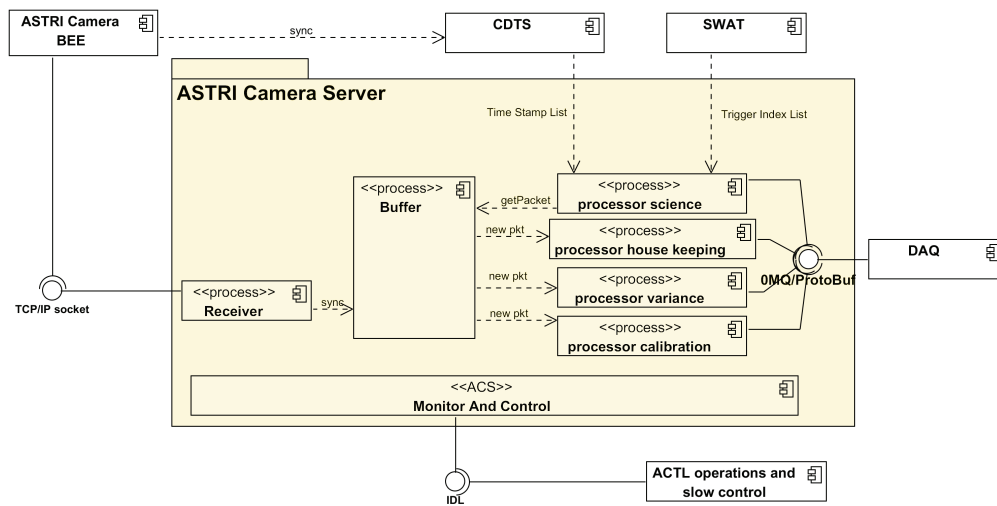 ASTRI Camera
BEE
sync
CDTS
SWAT
ASTRI Camera Server
Time Stamp List
Trigger Index List
<<process>>
Buffer
getPacket
<<process>>
processor science
new pkt
<<process>>
processor house keeping
DAQ
0MQ/ProtoBuf
new pkt
<<process>>
processor variance
TCP/IP socket
<<process>>
Receiver
sync
new pkt
<<process>>
processor calibration
<<ACS>>
Monitor And Control
IDL
ACTL operations and
slow control